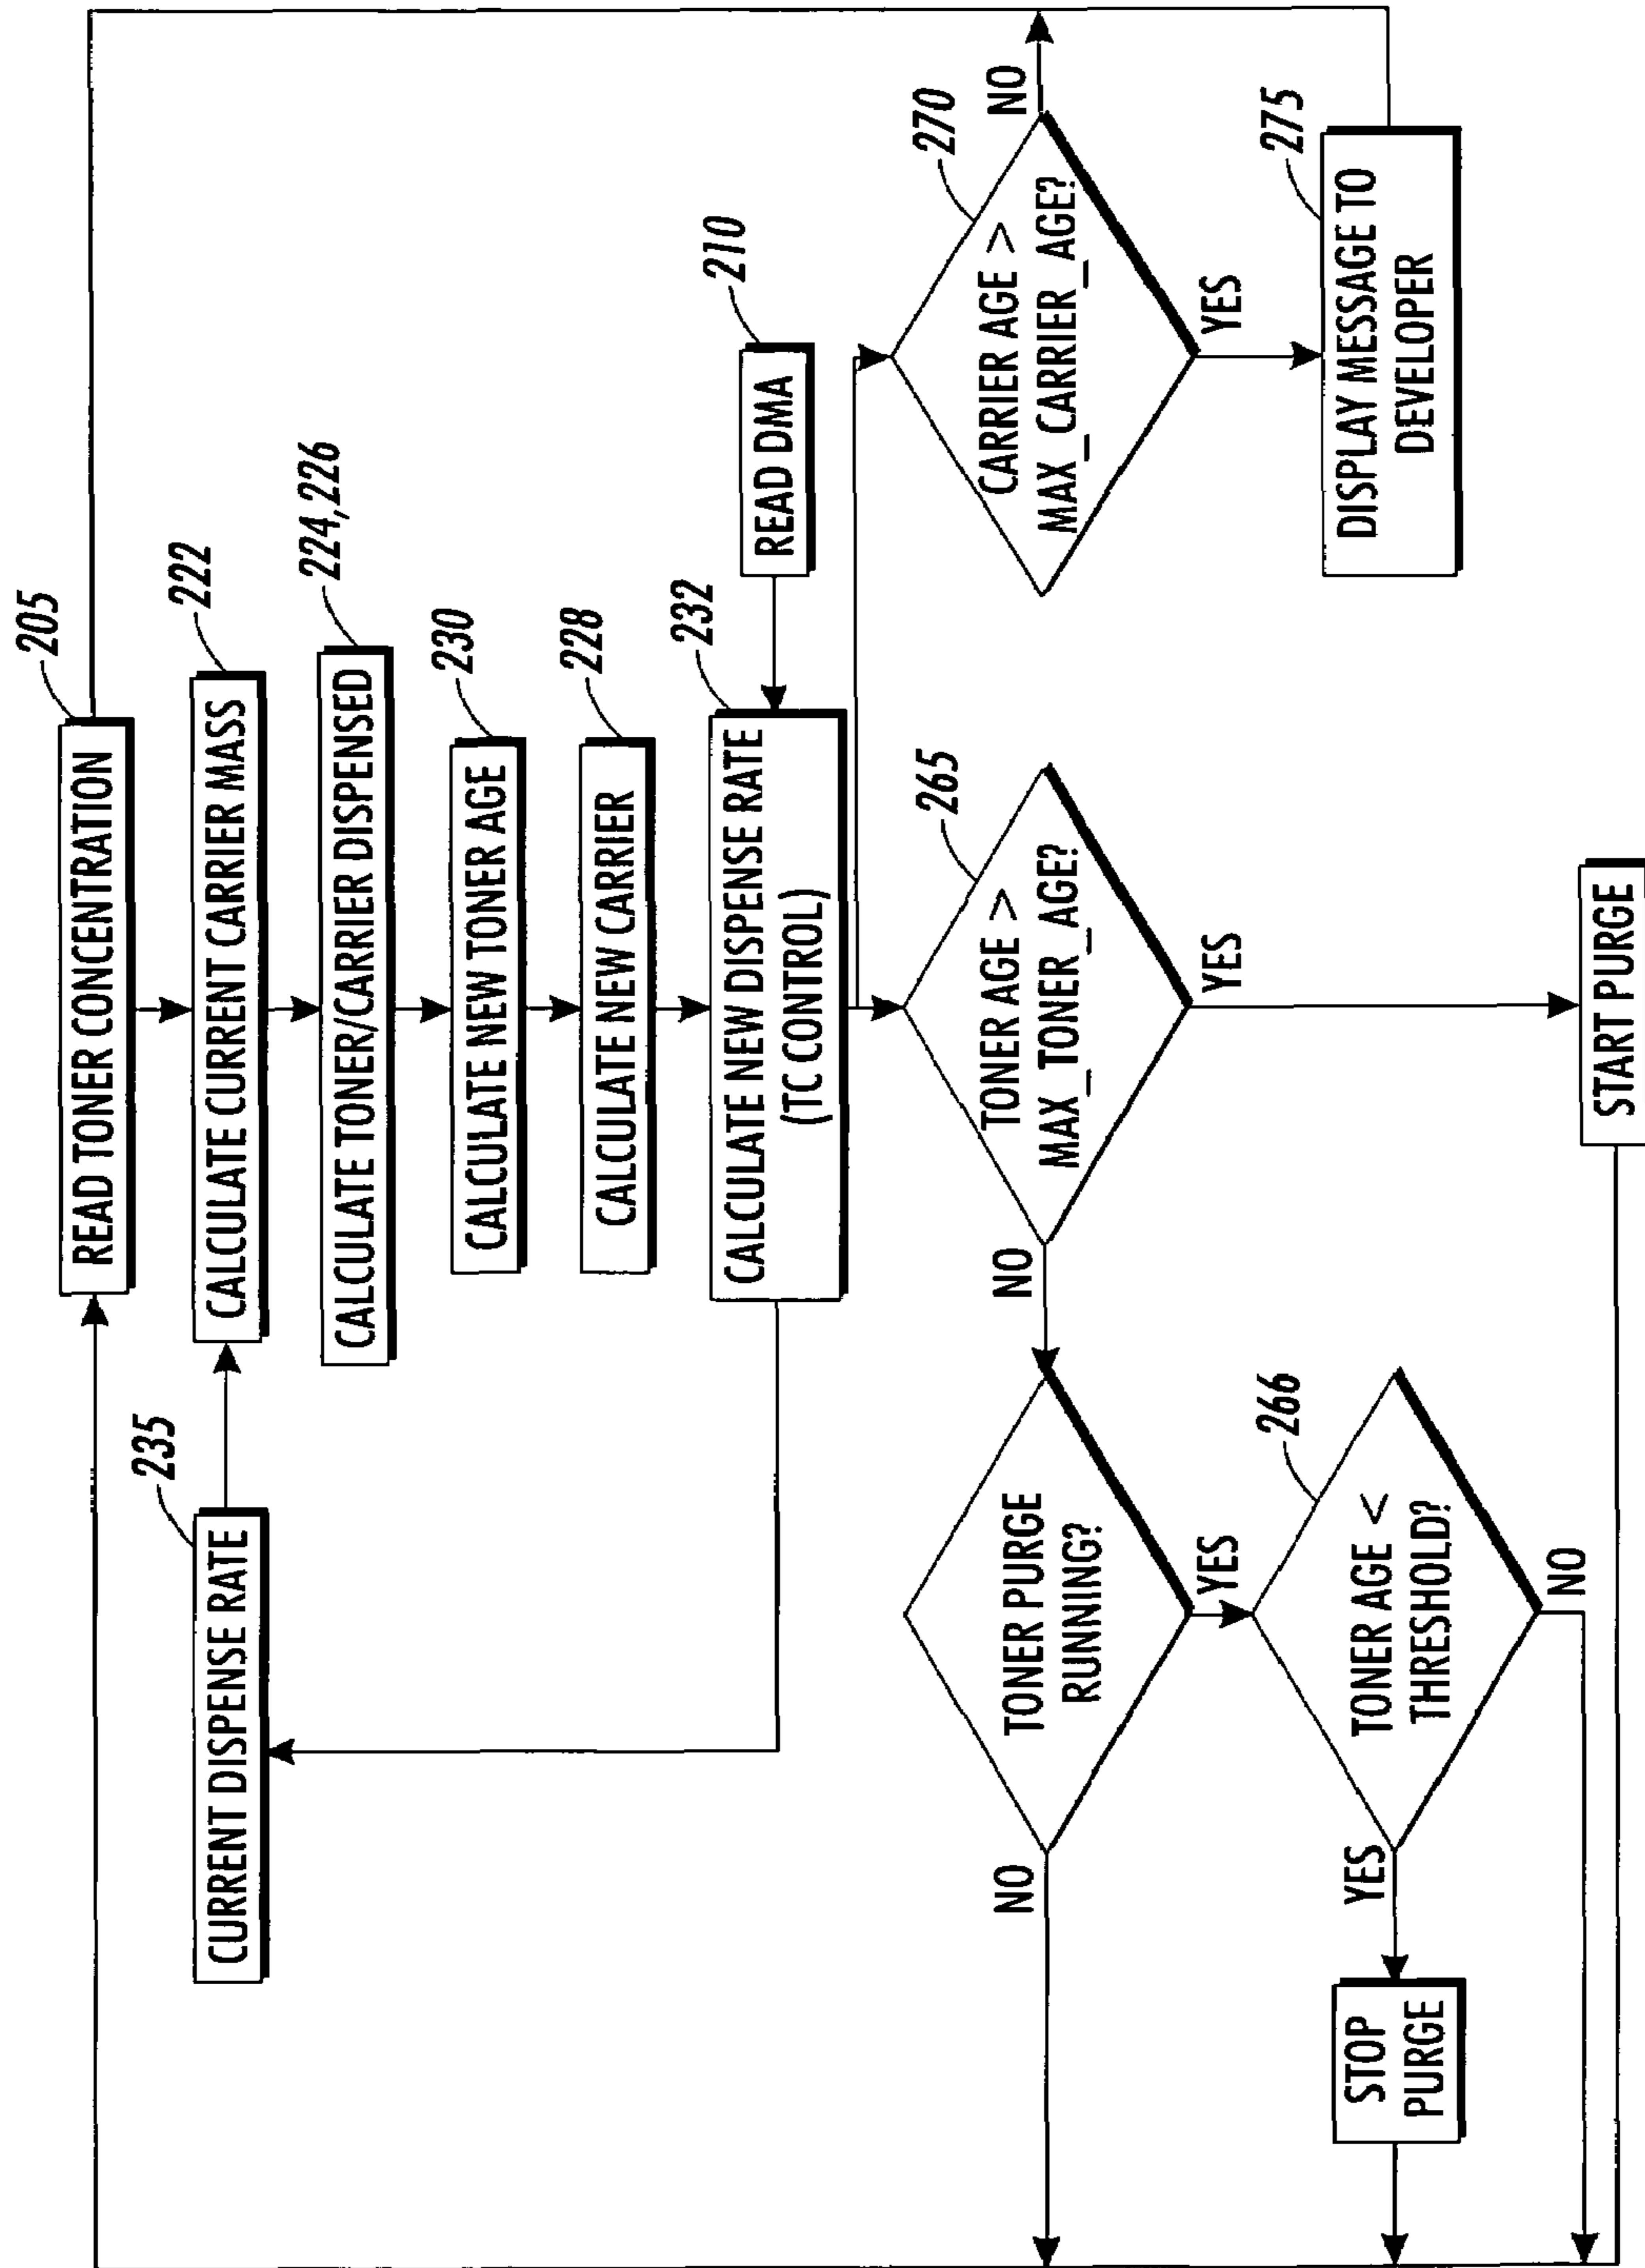 205
READ TONER CONCENTRATION
235
CURRENT DISPENSE RATE
222
CALCULATE CURRENT CARRIER MASS
224,226
CALCULATE TONER/CARRIER DISPENSED
230
CALCULATE NEW TONER AGE
228
CALCULATE NEW CARRIER
232
CALCULATE NEW DISPENSE RATE
(TC CONTROL)
210
READ DMA
265
TONER AGE >
MAX_TONER_AGE?
NO
YES
270
CARRIER AGE >
MAX_CARRIER_AGE?
NO
YES
TONER PURGE
RUNNING?
NO
YES
266
TONER AGE <
THRESHOLD?
YES
NO
STOP
PURGE
275
DISPLAY MESSAGE TO
DEVELOPER
START PURGE